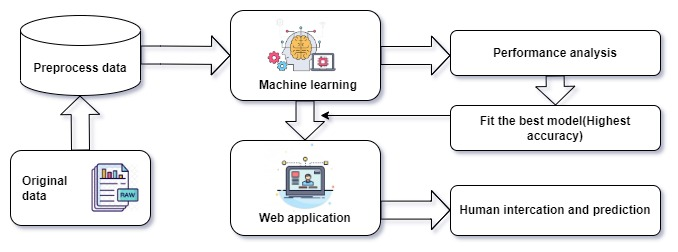 Preprocess data
Machine learning
Performance analysis
Fit the best model(Highest
accuracy)
Original
data
RAW
Web application
Human intercation and prediction